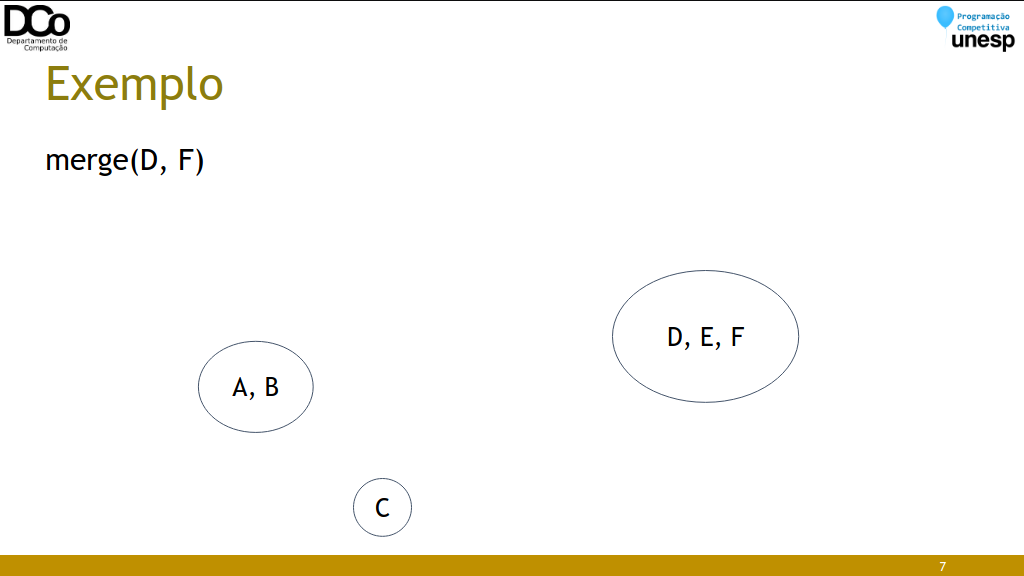 DCo
Departamento de
Computação
Programação
Competitiva
unesp
Exemplo
merge(D, F)
D, E, F
A, B
C
7